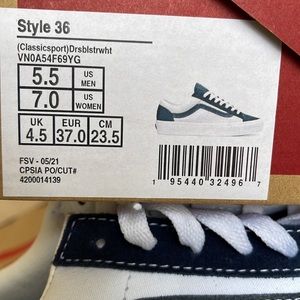 Style 36
(Classicsport)Drsblstrwht
VN0A54F69YG
5.5 US MEN
7.0 US WOMEN
UK EUR CM
4.5 37.0 23.5
FSV - 05/21
CPSIA PO/CUT#
4200014139
1 95440 32496 7